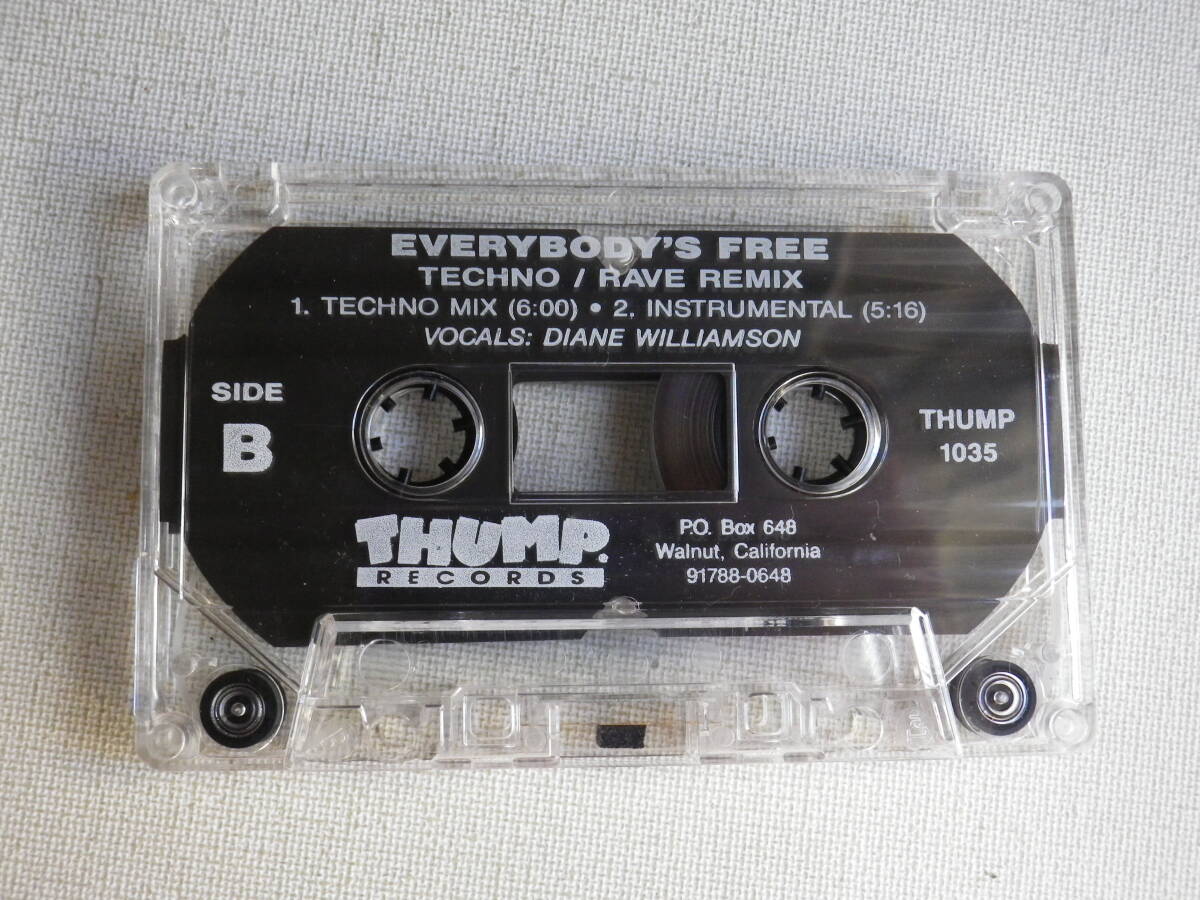 EVERYBODY'S FREE
TECHNO / RAVE REMIX
1. TECHNO MIX (6:00) • 2. INSTRUMENTAL (5:16)
VOCALS: DIANE WILLIAMSON
SIDE
B
THUMP
1035
THUMP.
RECORDS
P.O. Box 648
Walnut, California
91788-0648